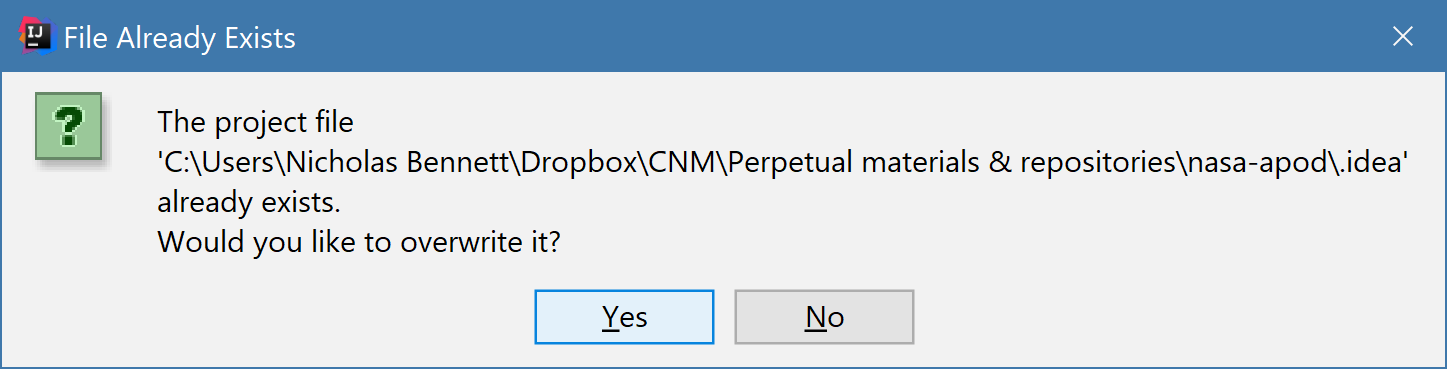 IJ
File Already Exists
?
The project file
'C:\Users\Nicholas Bennett\Dropbox\CNM\Perpetual materials & repositories\nasa-apod\.idea'
already exists.
Would you like to overwrite it?
Yes No